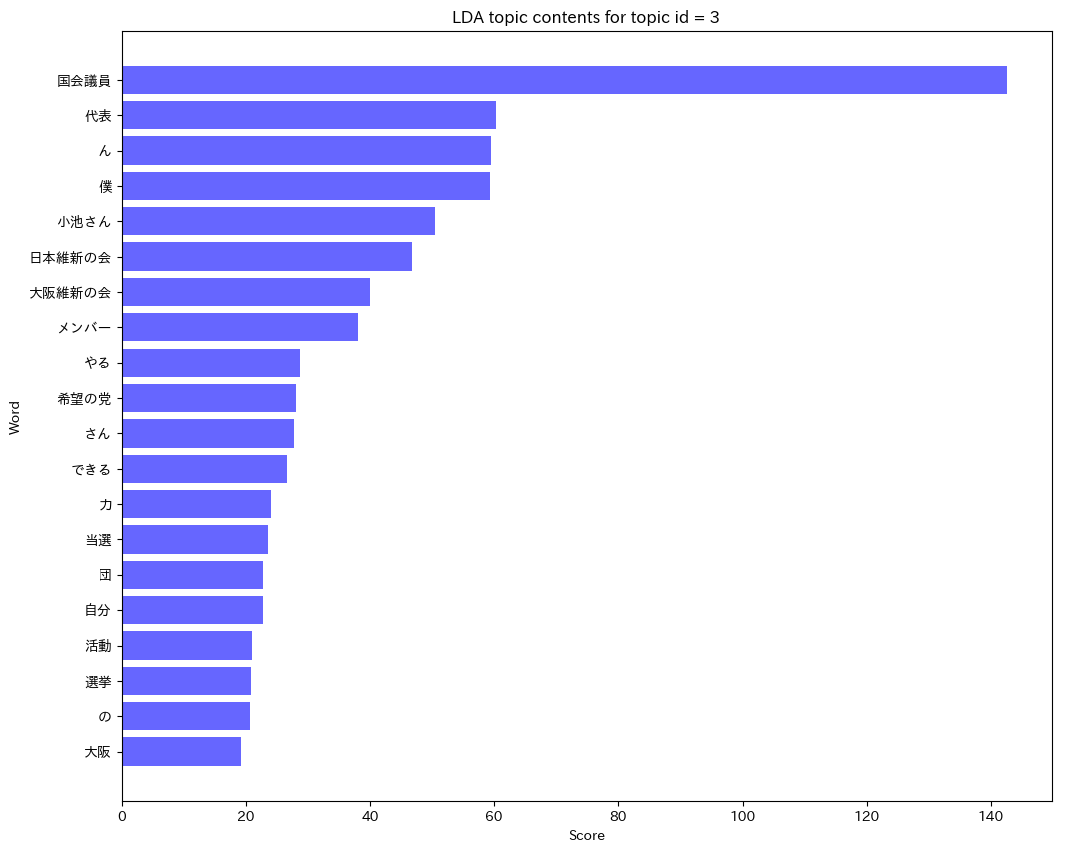 LDA topic contents for topic id = 3
国会議員
代表
ん
僕
小池さん
日本維新の会
大阪維新の会
メンバー
やる
希望の党
さん
できる
力
当選
団
自分
活動
選挙
の
大阪
Word
0 20 40 60 80 100 120 140
Score